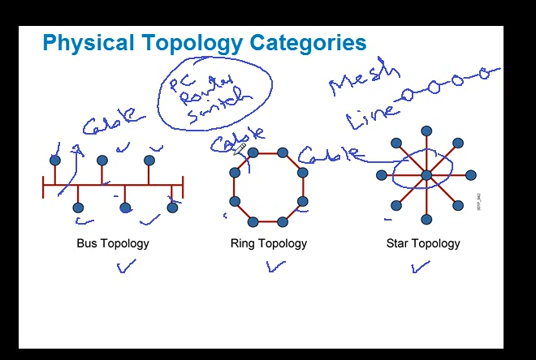 Physical Topology Categories
PC
Router
Switch
Mesh
Line
Cable
Cable
Cable
Bus Topology
Ring Topology
Star Topology